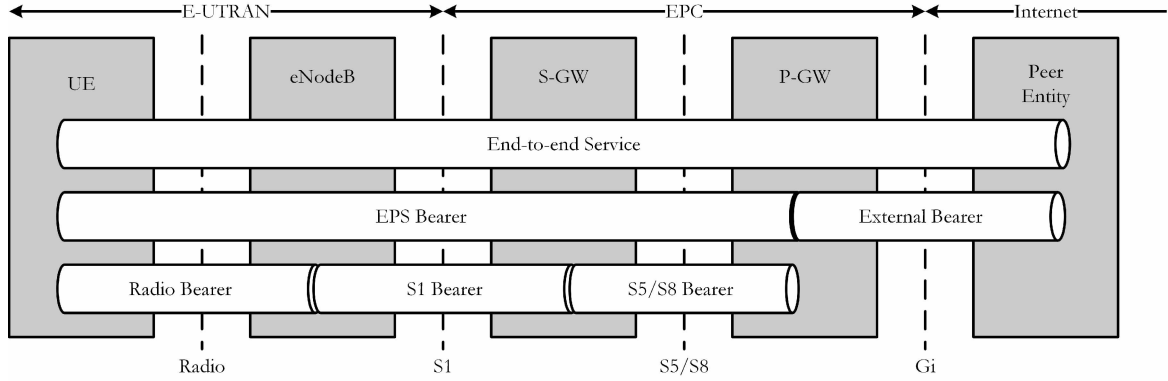 E-UTRAN
EPC
Internet
UE
eNodeB
S-GW
P-GW
Peer
Entity
End-to-end Service
EPS Bearer
External Bearer
Radio Bearer
S1 Bearer
S5/S8 Bearer
Radio
S1
S5/S8
Gi